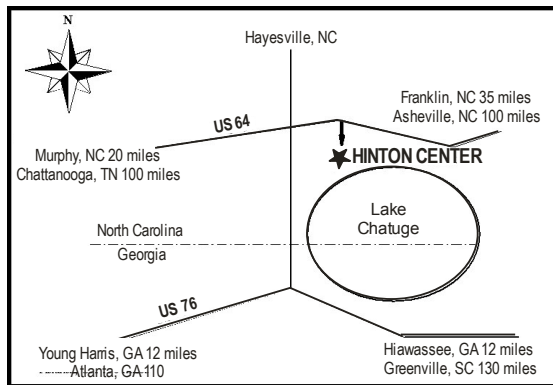 N
Hayesville, NC
US 64
Franklin, NC 35 miles
Asheville, NC 100 miles
Murphy, NC 20 miles
Chattanooga, TN 100 miles
HINTON CENTER
Lake
Chatuge
North Carolina
Georgia
US 76
Young Harris, GA 12 miles
Atlanta, GA 110
Hiawassee, GA 12 miles
Greenville, SC 130 miles